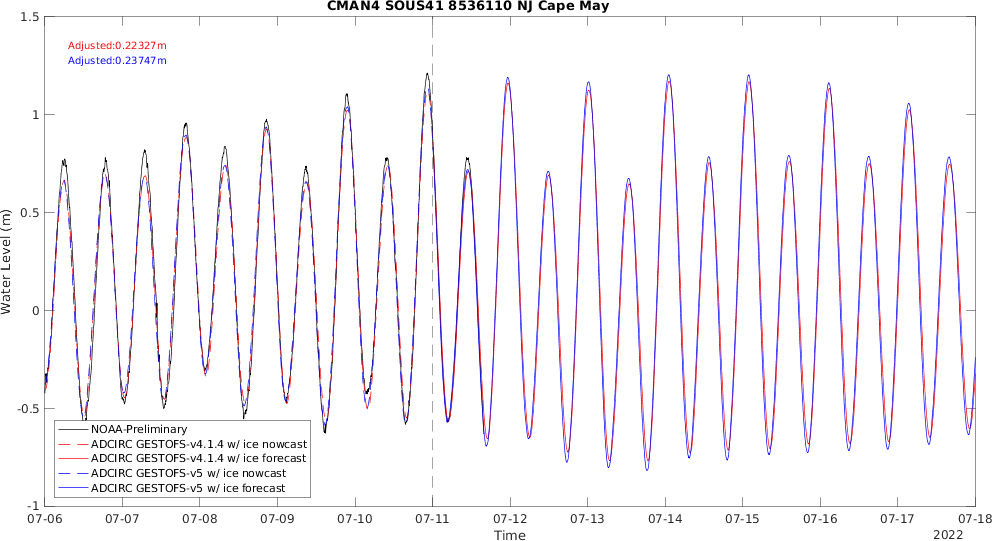 CMAN4 SOUS41 8536110 NJ Cape May
1.5
Adjusted:0.22327m
Adjusted:0.23747m
1
0.5
Water Level (m)
0
-0.5
NOAA-Preliminary
ADCIRC GESTOFS-v4.1.4 w/ ice nowcast
ADCIRC GESTOFS-v4.1.4 w/ ice forecast
ADCIRC GESTOFS-v5 w/ ice nowcast
ADCIRC GESTOFS-v5 w/ ice forecast
-1
07-06 07-07 07-08 07-09 07-10 07-11 07-12 07-13 07-14 07-15 07-16 07-17 07-18
Time
2022